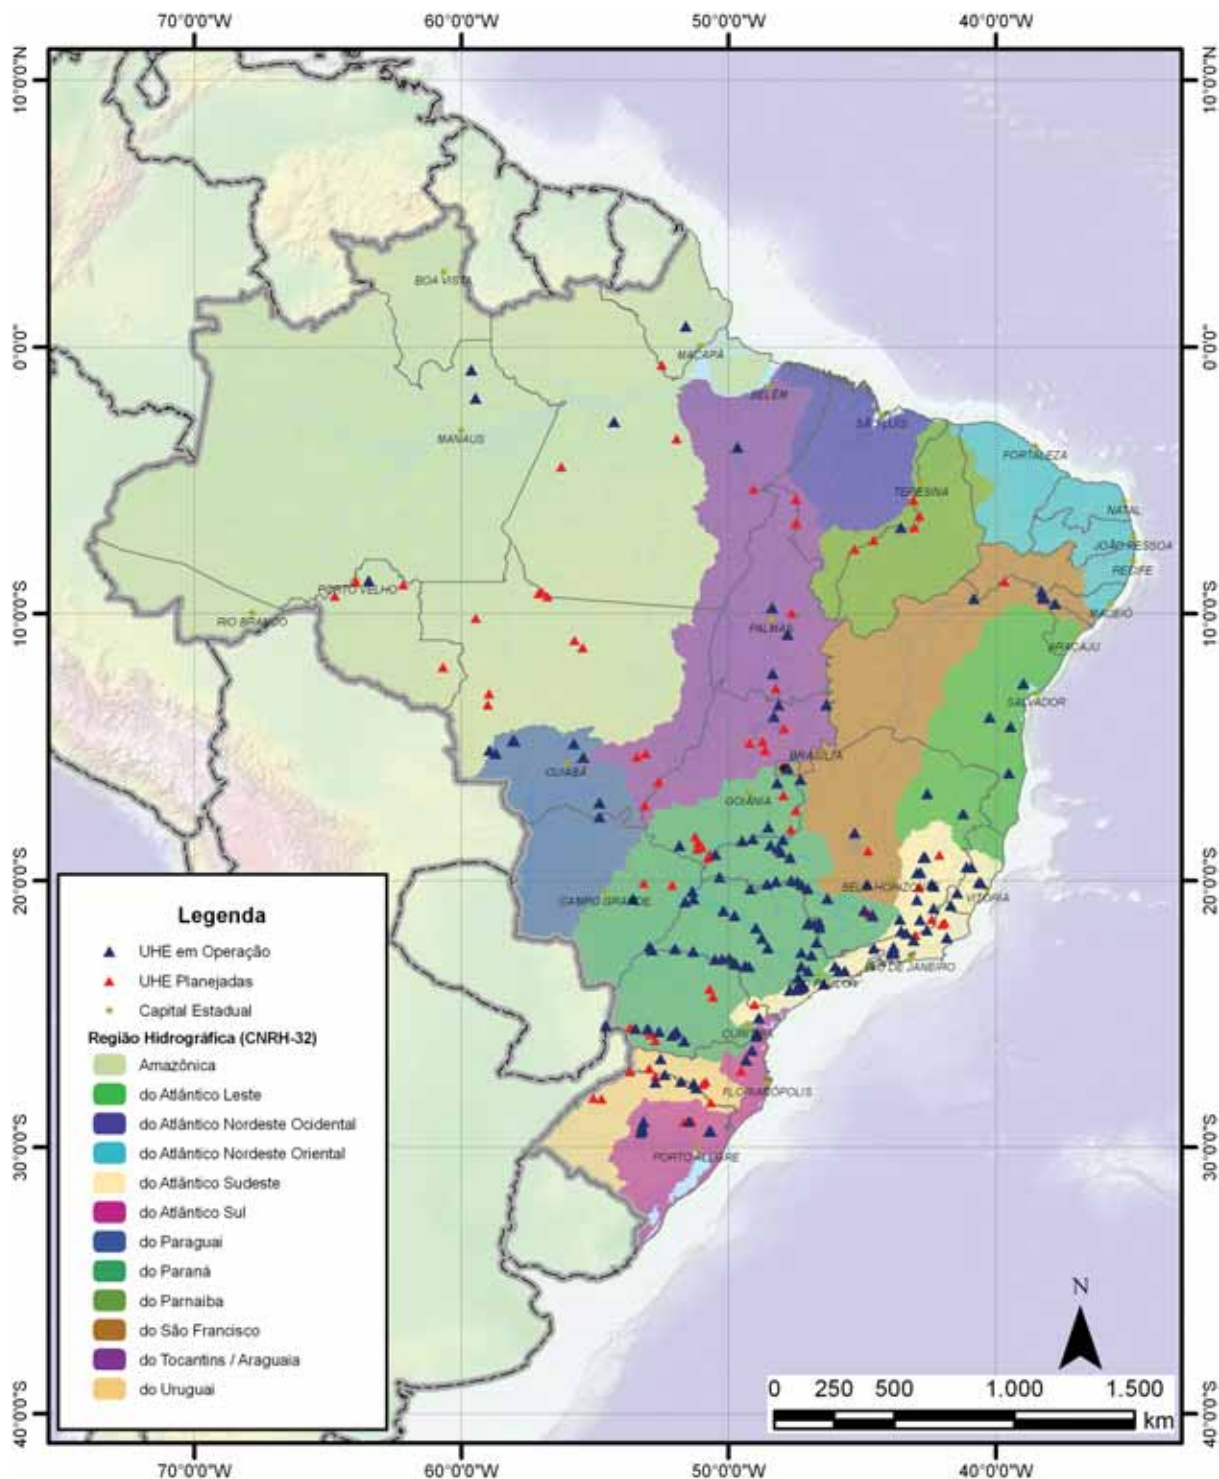 70°0'0"W 60°0'0"W 50°0'0"W 40°0'0"W
10°0'0"N 10°0'0"N
BOA VISTA
0°0'0" 0°0'0"
MACAPÁ
BELÉM
SÃO LUIS
MANAUS
FORTALEZA
TERESINA
NATAL
JOÃO PESSOA
PORTO VELHO
RECIFE
10°0'0"S 10°0'0"S
MACEIÓ
RIO BRANCO
PALMAS
ARACAJU
SALVADOR
BRASÍLIA
CUIABÁ
GOIÂNIA
20°0'0"S 20°0'0"S
BELO HORIZONTE
VITORIA
CAMPO GRANDE
RIO DE JANEIRO
CURITIBA
FLORIANÓPOLIS
30°0'0"S 30°0'0"S
PORTO ALEGRE
Legenda
UHE em Operação
UHE Planejadas
Capital Estadual
Região Hidrográfica (CNRH-32)
Amazônica
do Atlântico Leste
do Atlântico Nordeste Ocidental
do Atlântico Nordeste Oriental
do Atlântico Sudeste
do Atlântico Sul
do Paraguai
do Paraná
do Parnaiba
do São Francisco
do Tocantins / Araguaia
do Uruguai
N
0 250 500 1.000 1.500
km
40°0'0"S 40°0'0"S
70°0'0"W 60°0'0"W 50°0'0"W 40°0'0"W